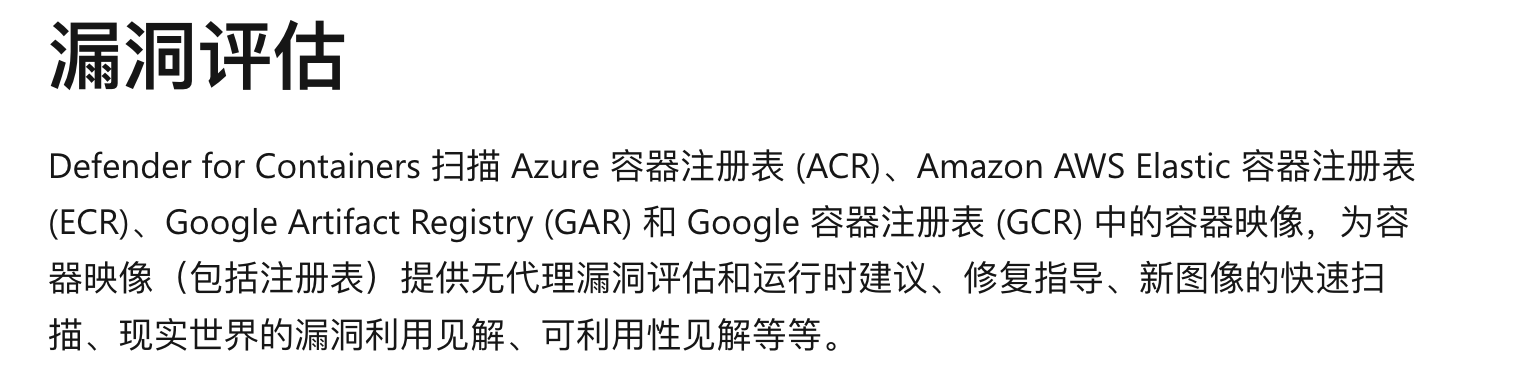 漏洞评估
Defender for Containers 扫描 Azure 容器注册表 (ACR)、Amazon AWS Elastic 容器注册表
(ECR)、Google Artifact Registry (GAR) 和 Google 容器注册表 (GCR) 中的容器映像，为容
器映像（包括注册表）提供无代理漏洞评估和运行时建议、修复指导、新图像的快速扫
描、现实世界的漏洞利用见解、可利用性见解等等。